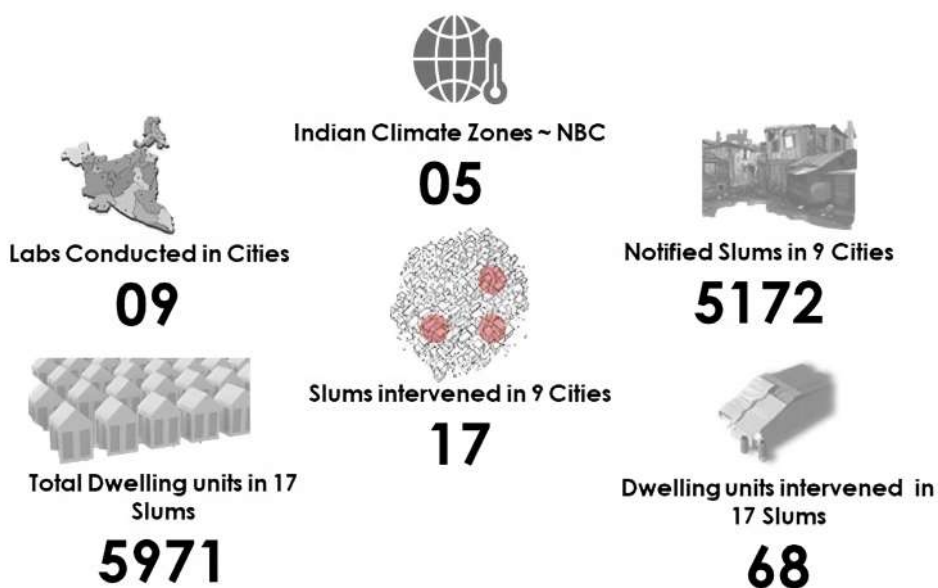 Indian Climate Zones ~ NBC
05
Labs Conducted in Cities
09
Notified Slums in 9 Cities
5172
Slums intervened in 9 Cities
17
Total Dwelling units in 17
Slums
5971
Dwelling units intervened in
17 Slums
68